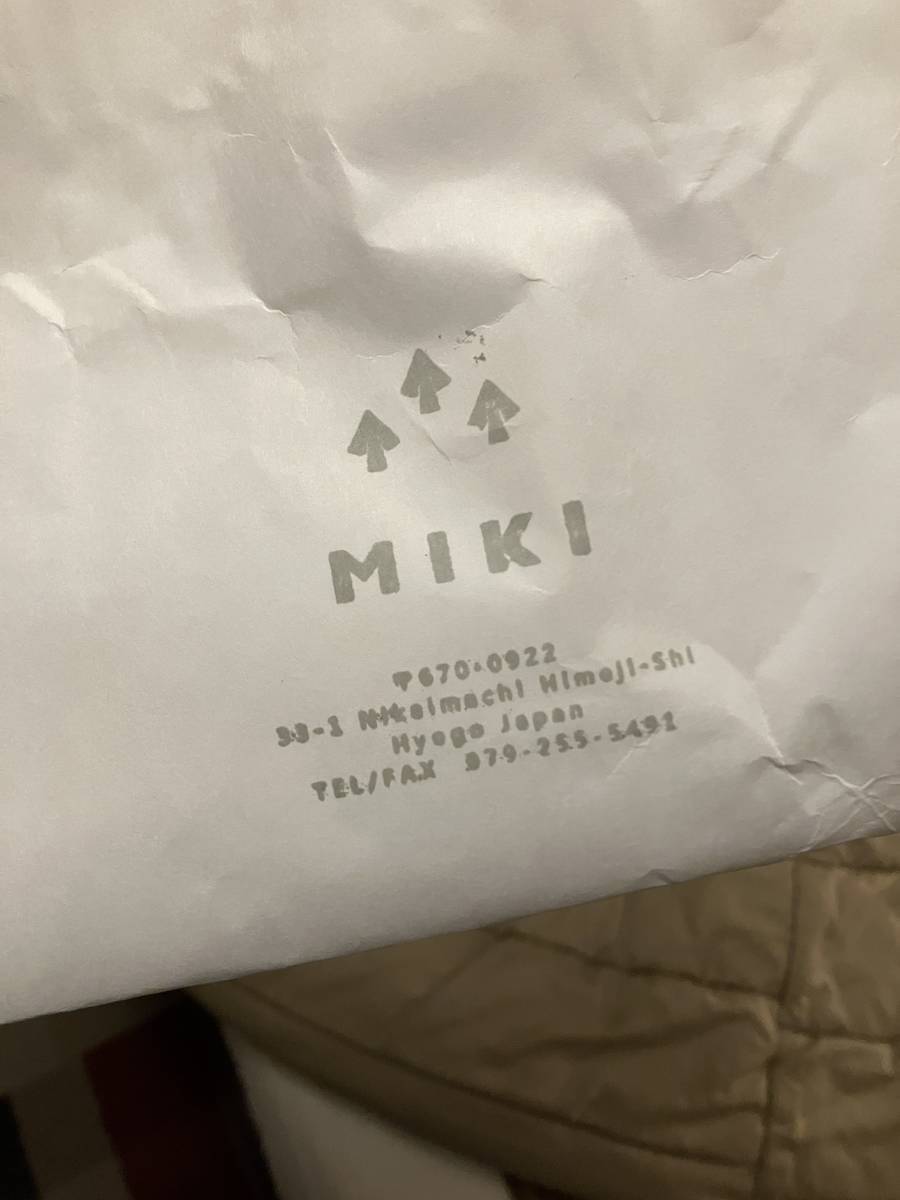 MIKI
〒670-0922
33-1 Nikaimachi Himeji-Shi
Hyogo Japan
TEL/FAX 079-255-5491